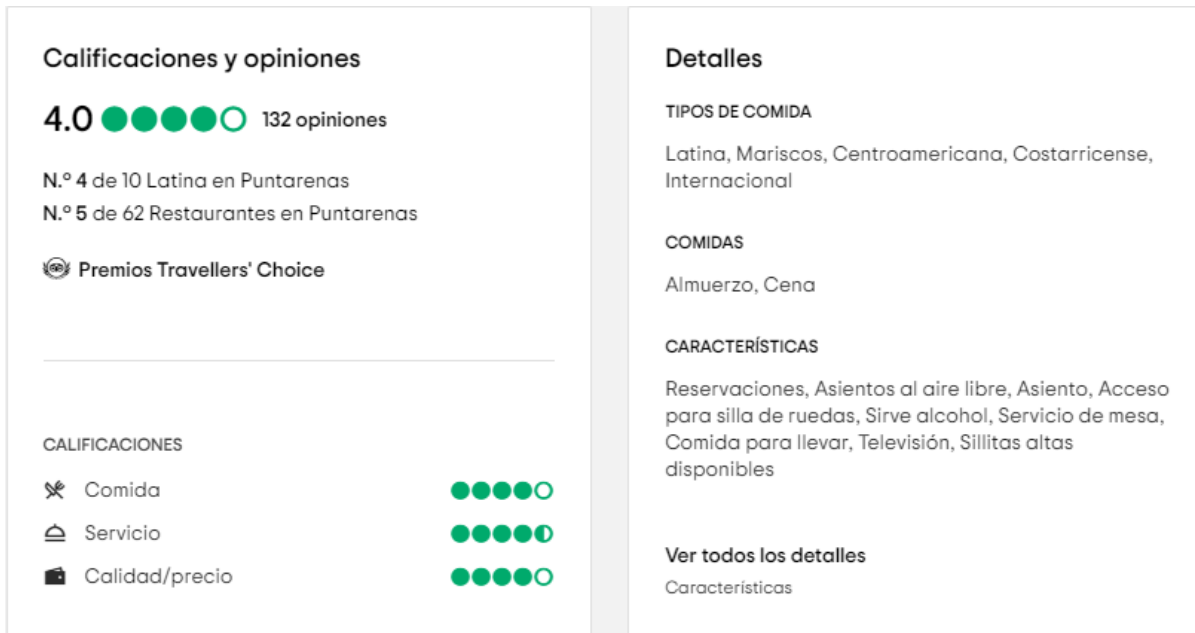 Calificaciones y opiniones
4.0 132 opiniones
N.º 4 de 10 Latina en Puntarenas
N.º 5 de 62 Restaurantes en Puntarenas
Premios Travellers' Choice
CALIFICACIONES
Comida
Servicio
Calidad/precio
Detalles
TIPOS DE COMIDA
Latina, Mariscos, Centroamericana, Costarricense,
Internacional
COMIDAS
Almuerzo, Cena
CARACTERÍSTICAS
Reservaciones, Asientos al aire libre, Asiento, Acceso
para silla de ruedas, Sirve alcohol, Servicio de mesa,
Comida para llevar, Televisión, Sillitas altas
disponibles
Ver todos los detalles
Características